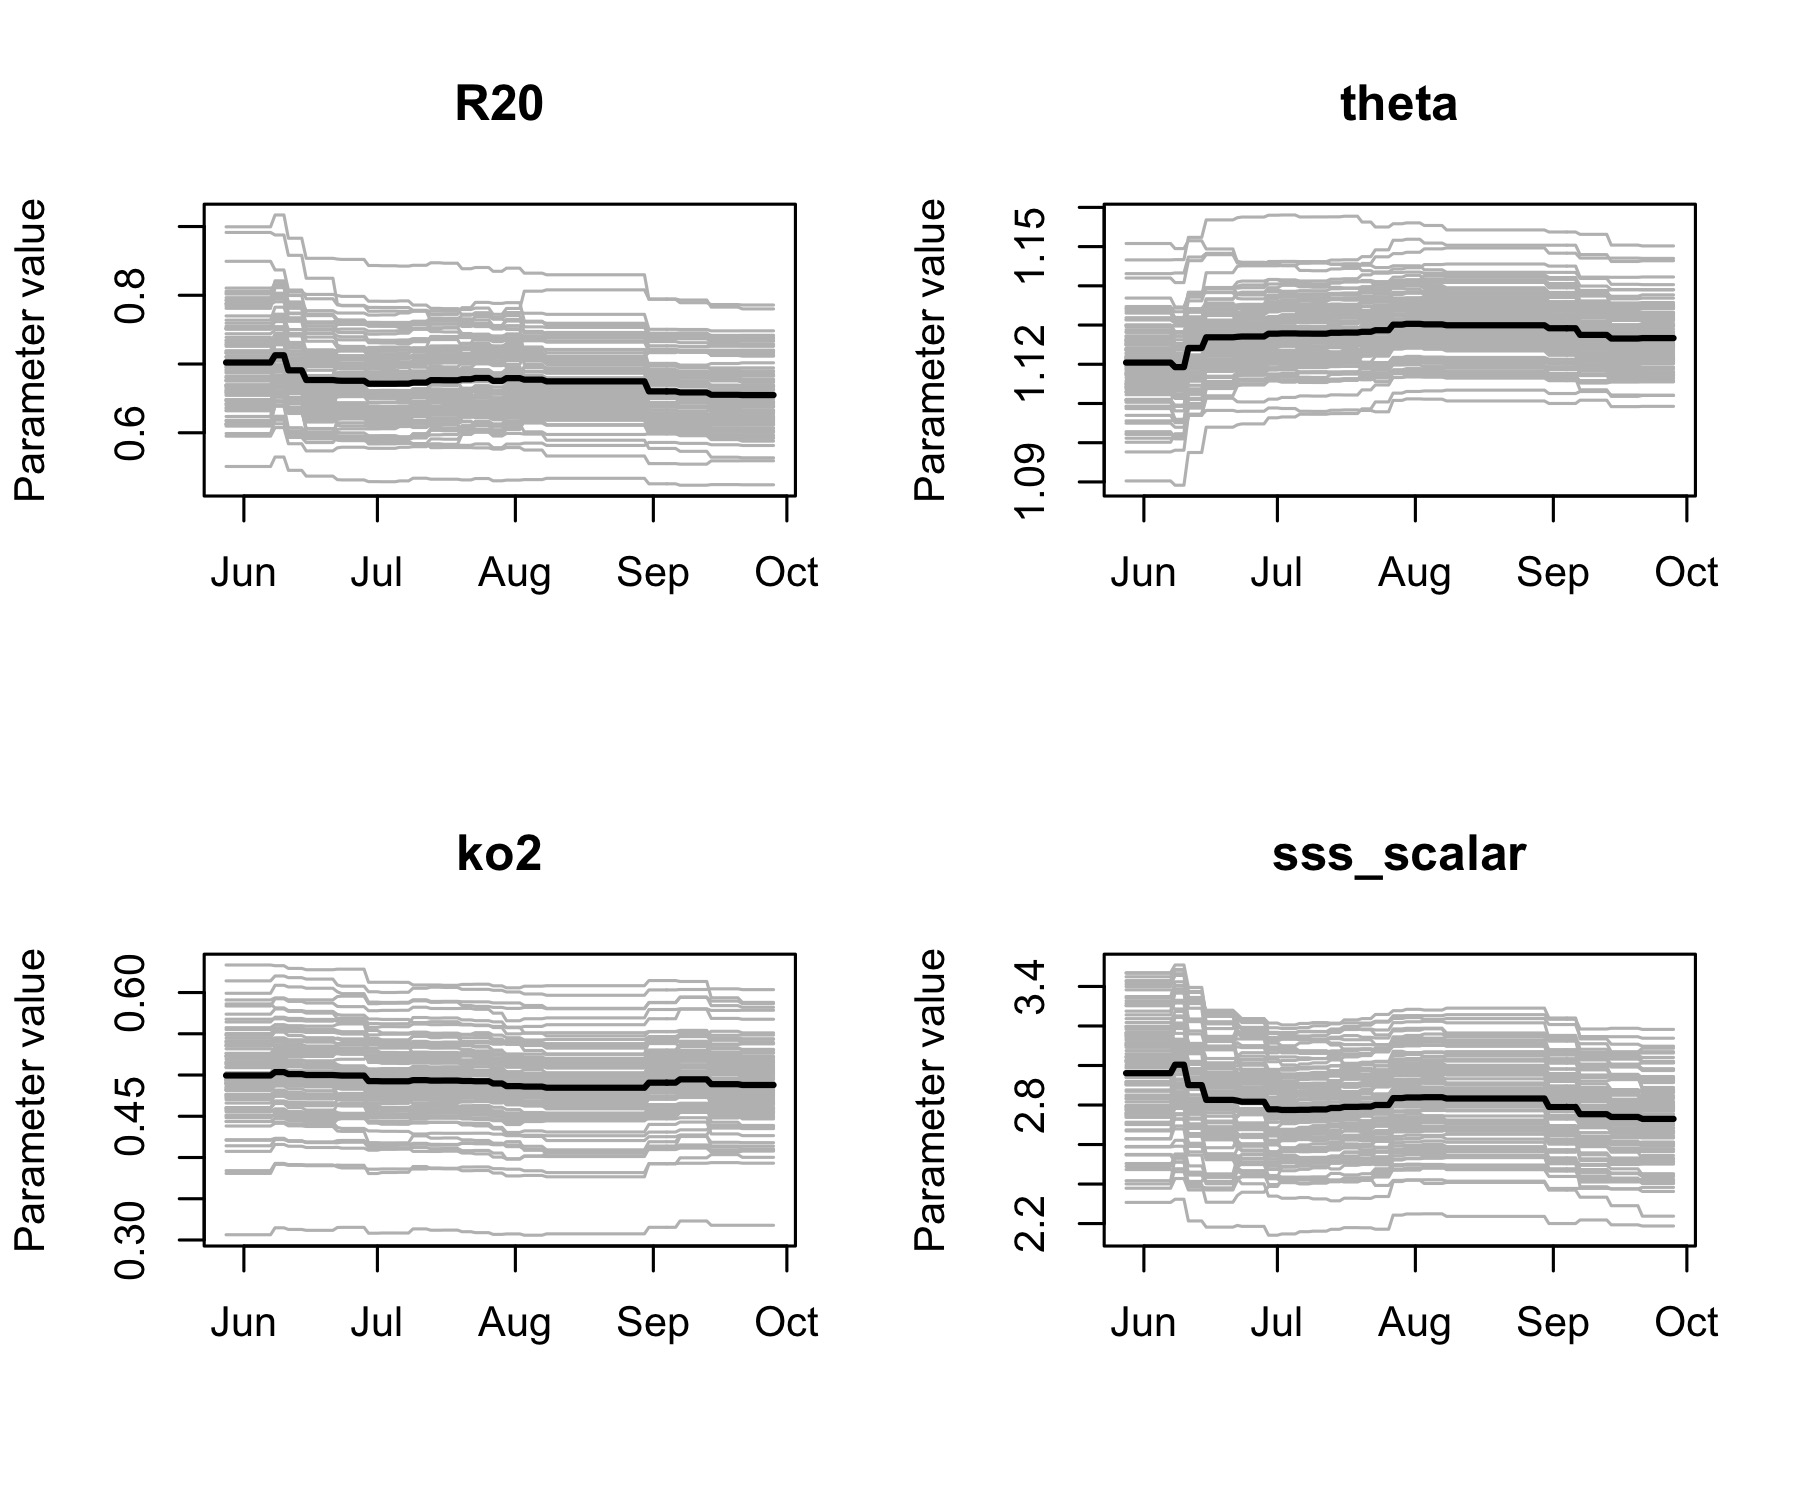 R20
Parameter value
0.8
0.6
Jun Jul Aug Sep Oct
theta
Parameter value
1.15
1.12
1.09
Jun Jul Aug Sep Oct
ko2
Parameter value
0.60
0.45
0.30
Jun Jul Aug Sep Oct
sss_scalar
Parameter value
3.4
2.8
2.2
Jun Jul Aug Sep Oct